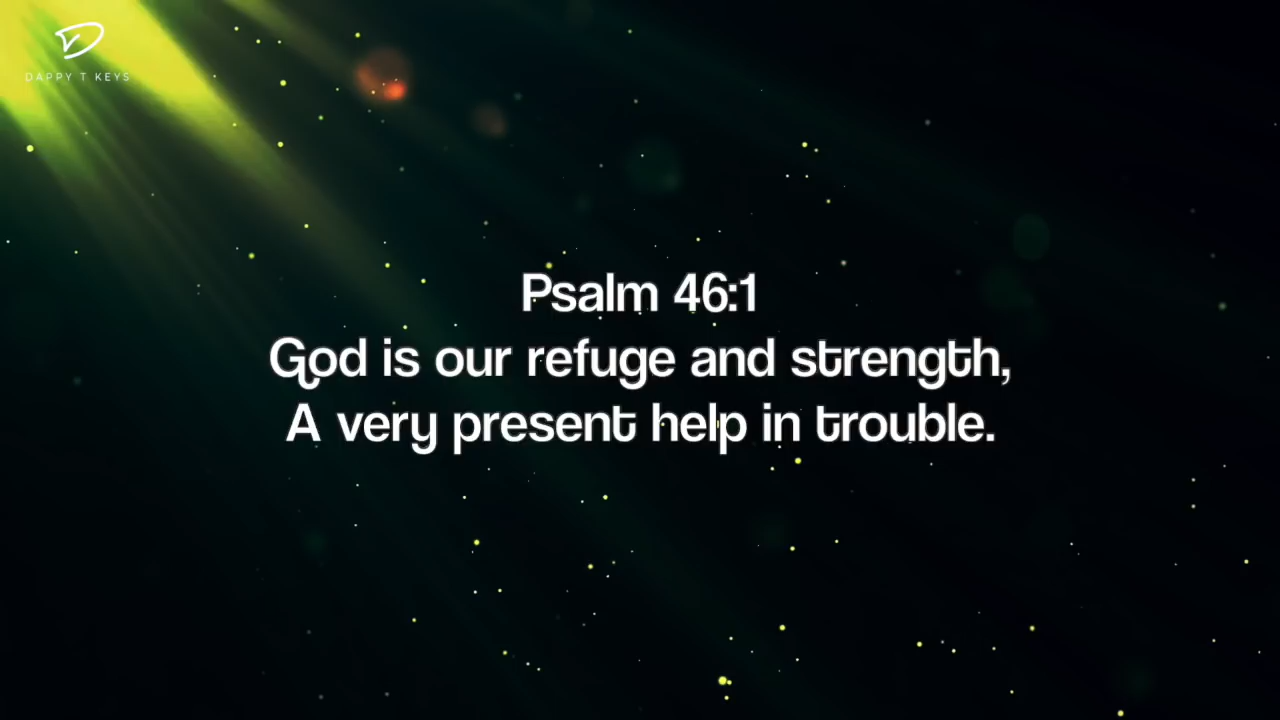 DAPPY T KEYS
Psalm 46:1
God is our refuge and strength,
A very present help in trouble.